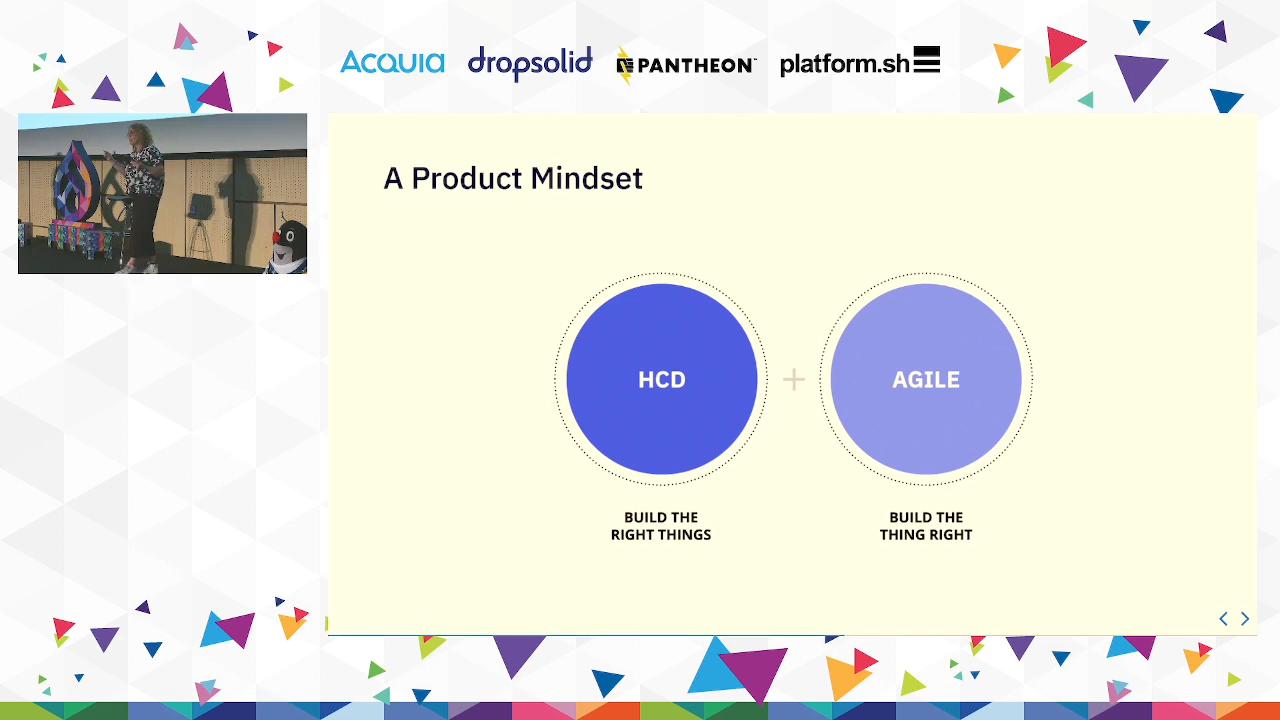 ACQUIA
dropsolid
PANTHEON
platform.sh
A Product Mindset
HCD
+
AGILE
BUILD THE
RIGHT THINGS
BUILD THE
THING RIGHT